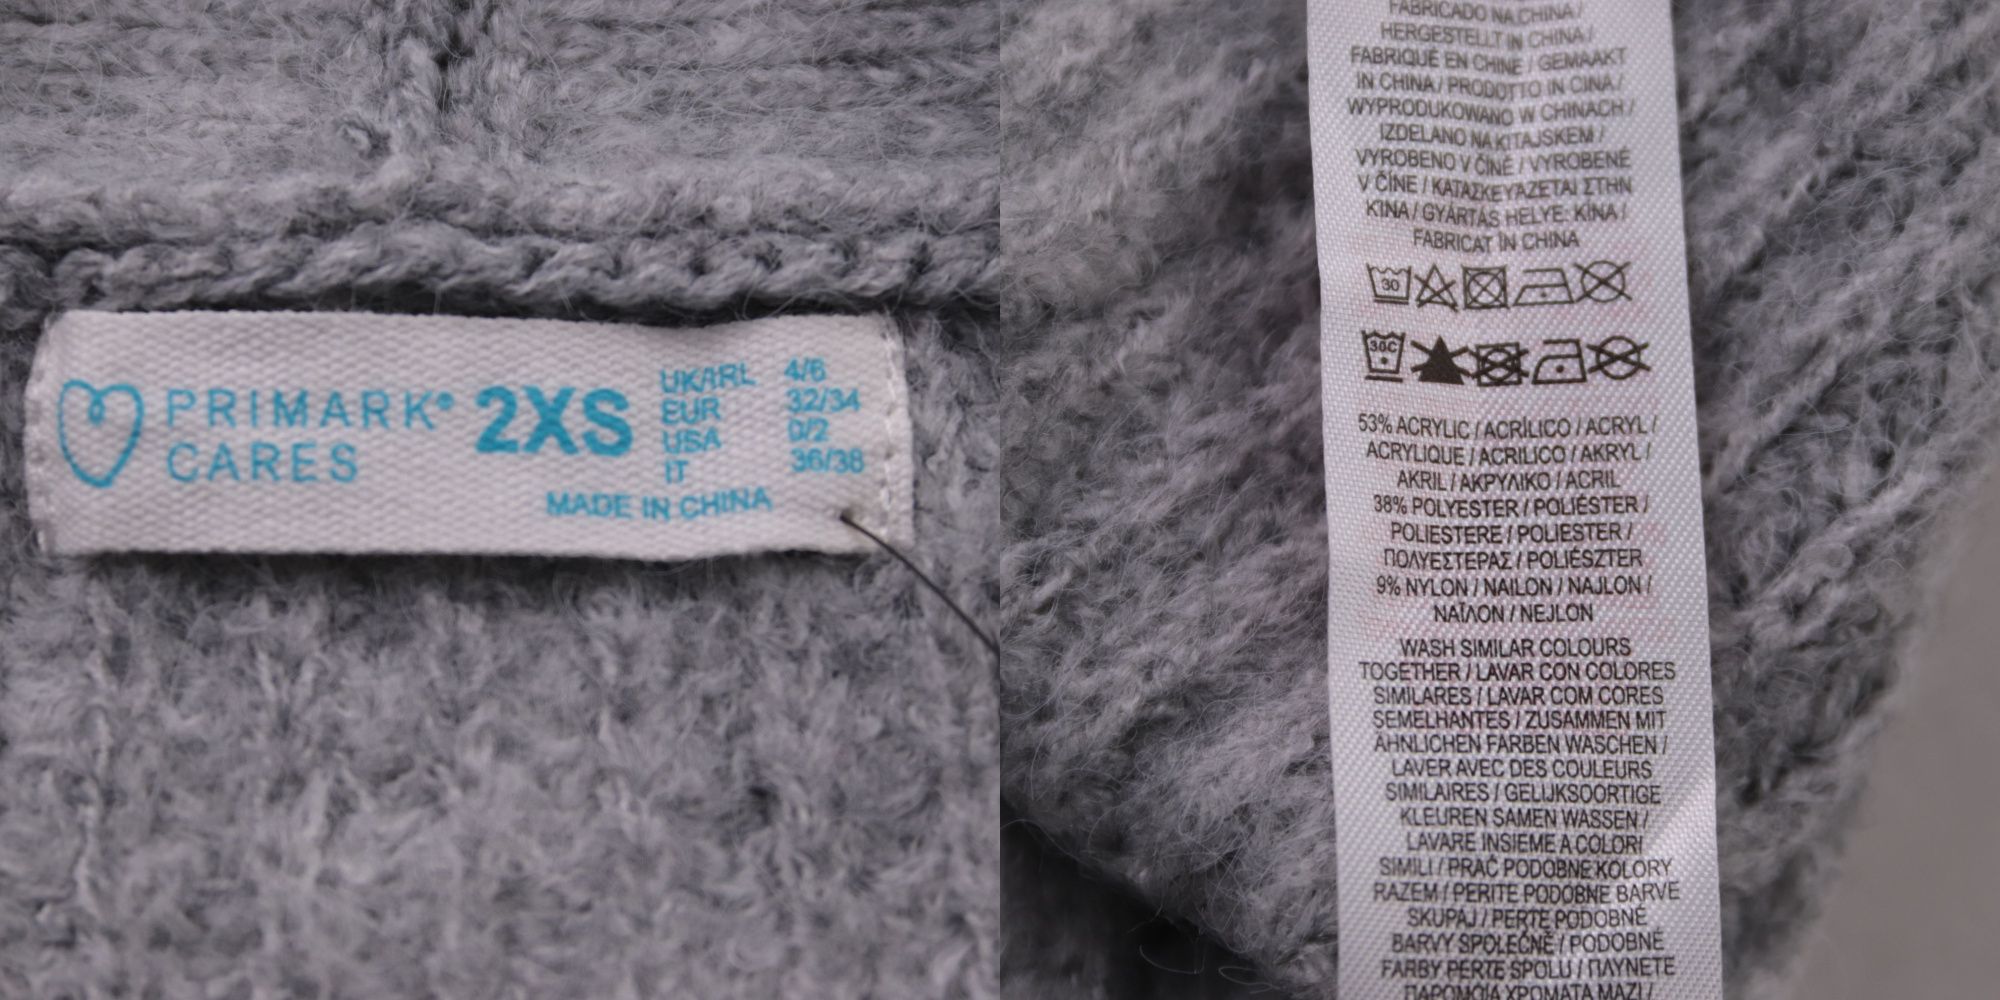 PRIMARK®
CARES
2XS
UK/IRL 4/6
EUR 32/34
USA 0/2
IT 36/38
MADE IN CHINA
FABRICADO NA CHINA /
HERGESTELLT IN CHINA /
FABRIQUÉ EN CHINE / GEMAAKT
IN CHINA / PRODOTTO IN CINA /
WYPRODUKOWANO W CHINACH /
IZDELANO NA KITAJSKEM /
VYROBENO V ČÍNĚ / VYROBENÉ
V ČÍNE / ΚΑΤΑΣΚΕΥΆΖΕΤΑΙ ΣΤΗΝ
ΚΊΝΑ / GYÁRTÁS HELYE: KÍNA /
FABRICAT ÎN CHINA
30
30C
53% ACRYLIC / ACRÍLICO / ACRYL /
ACRYLIQUE / ACRILICO / AKRYL /
AKRIL / ΑΚΡΥΛΙΚΟ / ACRIL
38% POLYESTER / POLIÉSTER /
POLIESTERE / POLIESTER /
ΠΟΛΥΕΣΤΕΡΑΣ / POLIÉSZTER
9% NYLON / NAILON / NAJLON /
ΝΑΪΛΟΝ / NEJLON
WASH SIMILAR COLOURS
TOGETHER / LAVAR CON COLORES
SIMILARES / LAVAR COM CORES
SEMELHANTES / ZUSAMMEN MIT
ÄHNLICHEN FARBEN WASCHEN /
LAVER AVEC DES COULEURS
SIMILAIRES / GELIJKSOORTIGE
KLEUREN SAMEN WASSEN /
LAVARE INSIEME A COLORI
SIMILI / PRAĆ PODOBNE KOLORY
RAZEM / PERITE PODOBNE BARVE
SKUPAJ / PERTE PODOBNÉ
BARVY SPOLEČNĚ / PODOBNÉ
FARBY PERTE SPOLU / ΠΛΥΝΕΤΕ
ΠΑΡΟΜΟΙΑ ΧΡΩΜΑΤΑ ΜΑΖΙ /